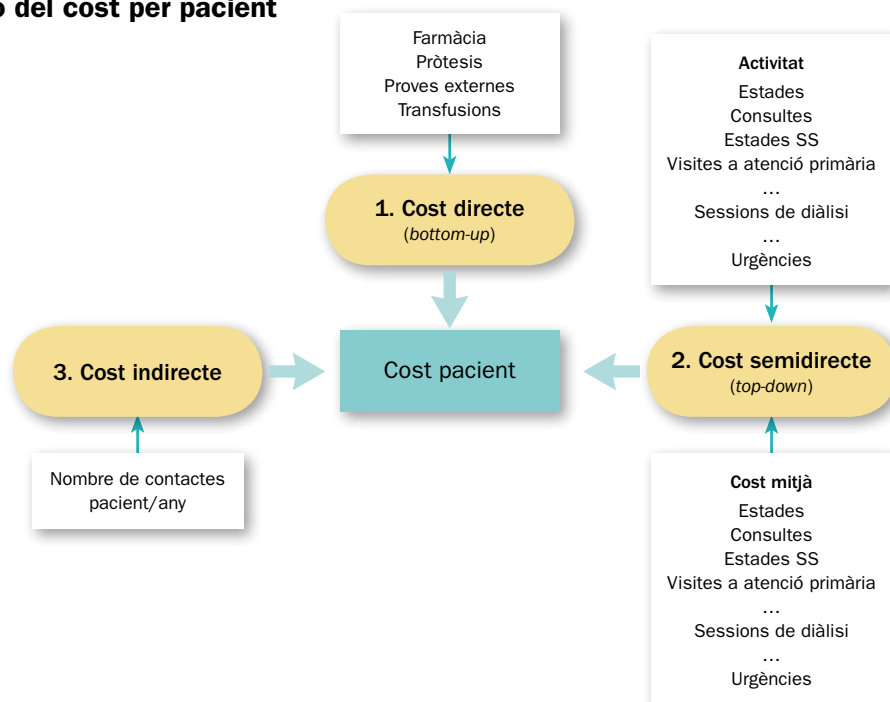 del cost per pacient
Farmàcia
Pròtesis
Proves externes
Transfusions
1. Cost directe
(bottom-up)
Activitat
Estades
Consultes
Estades SS
Visites a atenció primària
...
Sessions de diàlisi
...
Urgències
3. Cost indirecte
Cost pacient
2. Cost semidirecte
(top-down)
Nombre de contactes
pacient/any
Cost mitjà
Estades
Consultes
Estades SS
Visites a atenció primària
...
Sessions de diàlisi
...
Urgències